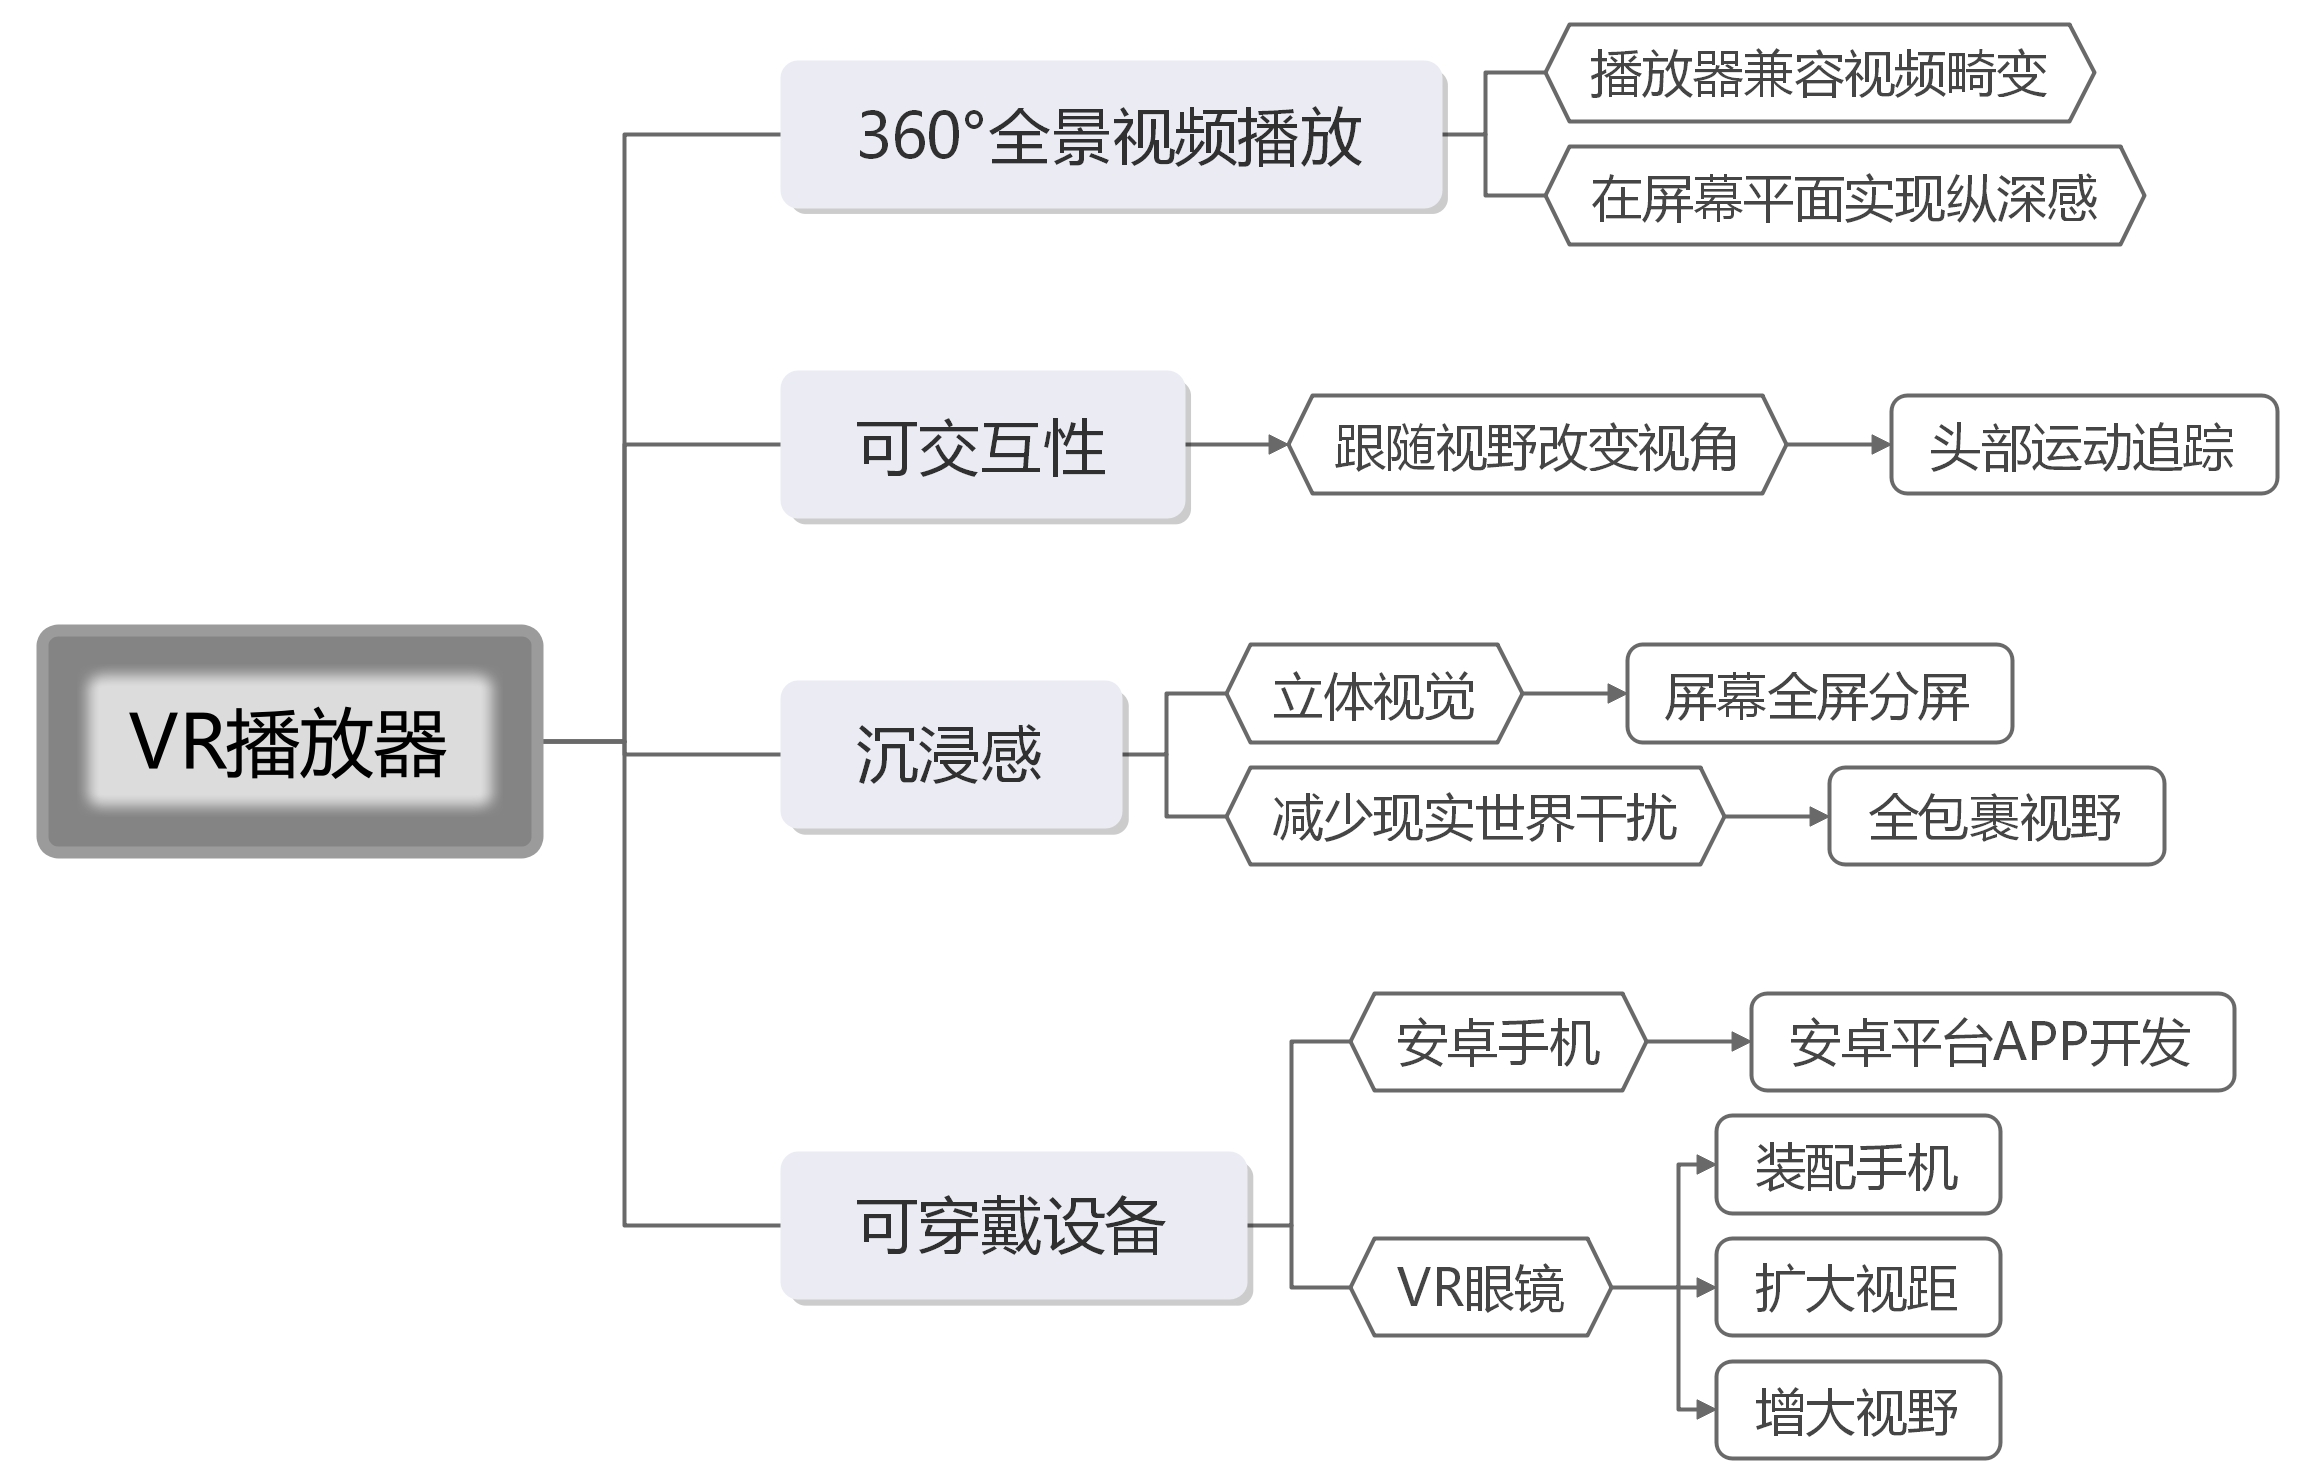 VR播放器
360°全景视频播放
播放器兼容视频畸变
在屏幕平面实现纵深感
可交互性
跟随视野改变视角
头部运动追踪
沉浸感
立体视觉
屏幕全屏分屏
减少现实世界干扰
全包裹视野
可穿戴设备
安卓手机
安卓平台APP开发
VR眼镜
装配手机
扩大视距
增大视野